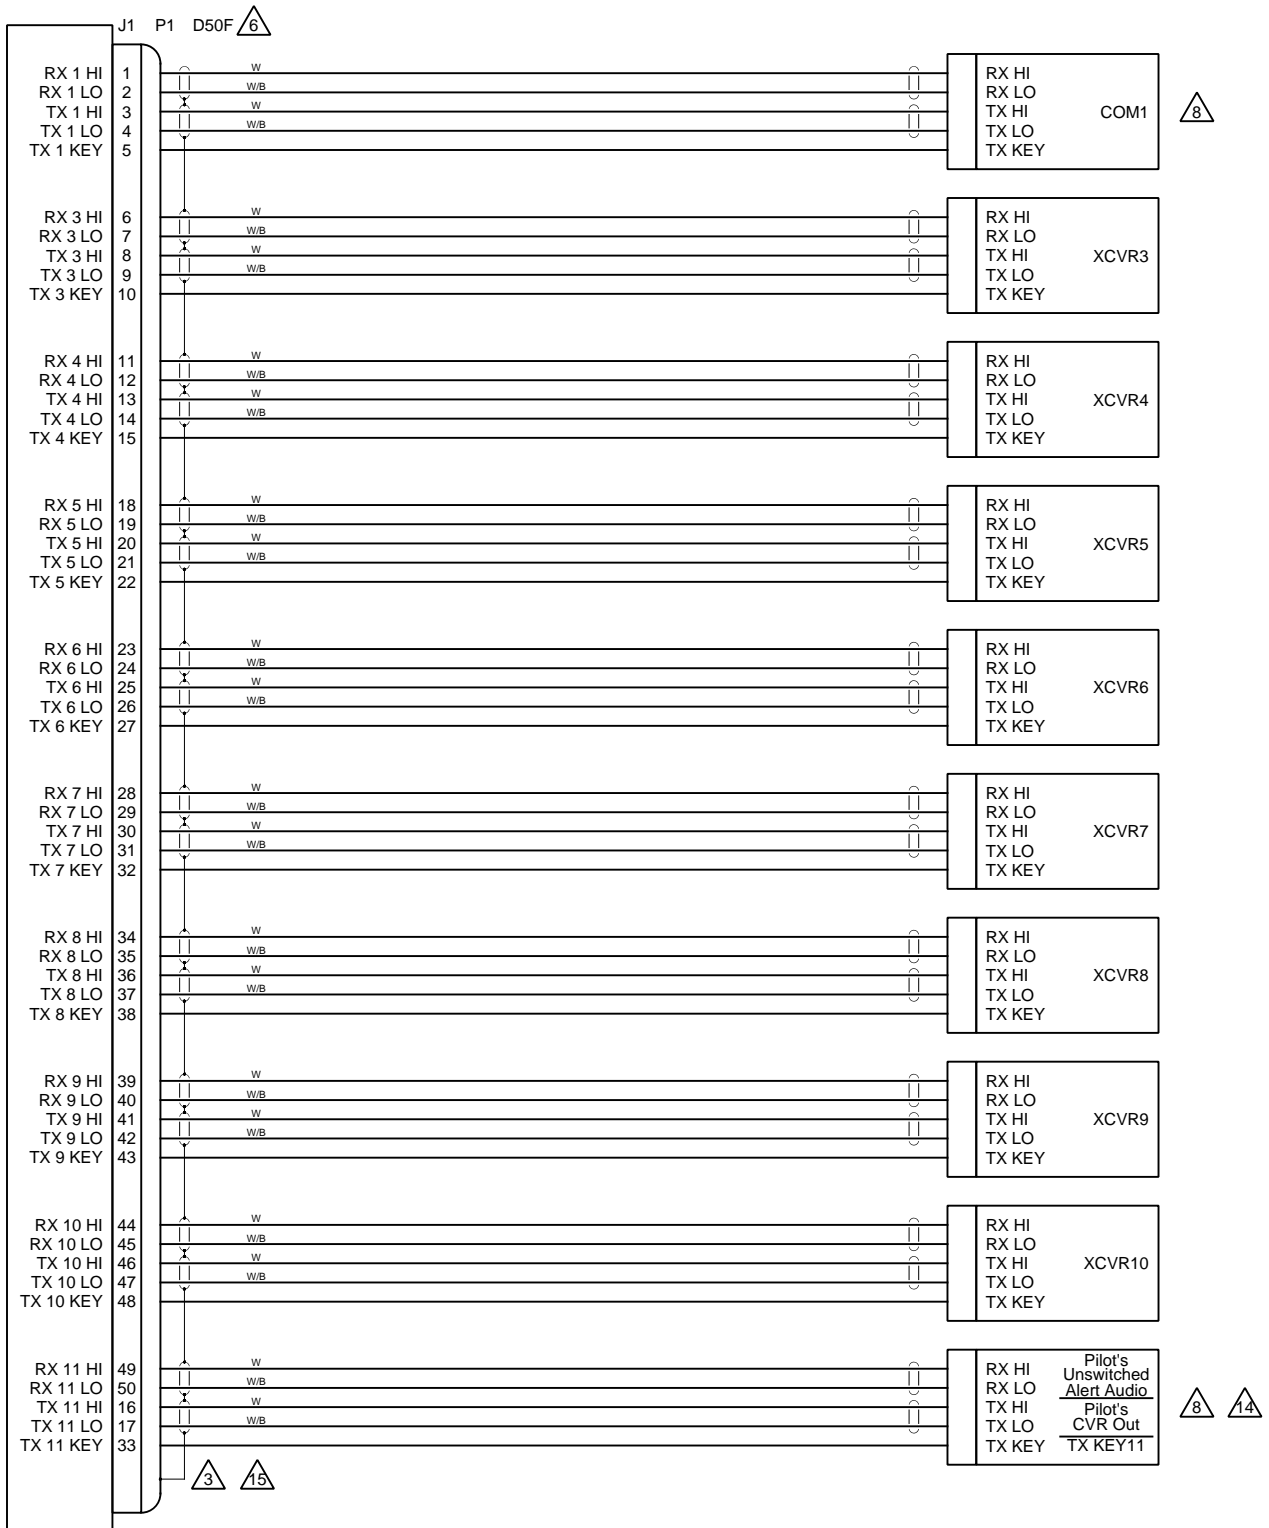 J1 P1 D50F 6
RX 1 HI 1 W RX HI
RX 1 LO 2 W/B RX LO
TX 1 HI 3 W TX HI COM1 8
TX 1 LO 4 W/B TX LO
TX 1 KEY 5 TX KEY
RX 3 HI 6 W RX HI
RX 3 LO 7 W/B RX LO
TX 3 HI 8 W TX HI XCVR3
TX 3 LO 9 W/B TX LO
TX 3 KEY 10 TX KEY
RX 4 HI 11 W RX HI
RX 4 LO 12 W/B RX LO
TX 4 HI 13 W TX HI XCVR4
TX 4 LO 14 W/B TX LO
TX 4 KEY 15 TX KEY
RX 5 HI 18 W RX HI
RX 5 LO 19 W/B RX LO
TX 5 HI 20 W TX HI XCVR5
TX 5 LO 21 W/B TX LO
TX 5 KEY 22 TX KEY
RX 6 HI 23 W RX HI
RX 6 LO 24 W/B RX LO
TX 6 HI 25 W TX HI XCVR6
TX 6 LO 26 W/B TX LO
TX 6 KEY 27 TX KEY
RX 7 HI 28 W RX HI
RX 7 LO 29 W/B RX LO
TX 7 HI 30 W TX HI XCVR7
TX 7 LO 31 W/B TX LO
TX 7 KEY 32 TX KEY
RX 8 HI 34 W RX HI
RX 8 LO 35 W/B RX LO
TX 8 HI 36 W TX HI XCVR8
TX 8 LO 37 W/B TX LO
TX 8 KEY 38 TX KEY
RX 9 HI 39 W RX HI
RX 9 LO 40 W/B RX LO
TX 9 HI 41 W TX HI XCVR9
TX 9 LO 42 W/B TX LO
TX 9 KEY 43 TX KEY
RX 10 HI 44 W RX HI
RX 10 LO 45 W/B RX LO
TX 10 HI 46 W TX HI XCVR10
TX 10 LO 47 W/B TX LO
TX 10 KEY 48 TX KEY
RX 11 HI 49 W RX HI Pilot's
Unswitched
RX 11 LO 50 W/B RX LO Alert Audio
TX 11 HI 16 W TX HI Pilot's 8 14
TX 11 LO 17 W/B TX LO CVR Out
TX 11 KEY 33 TX KEY TX KEY11
3 15